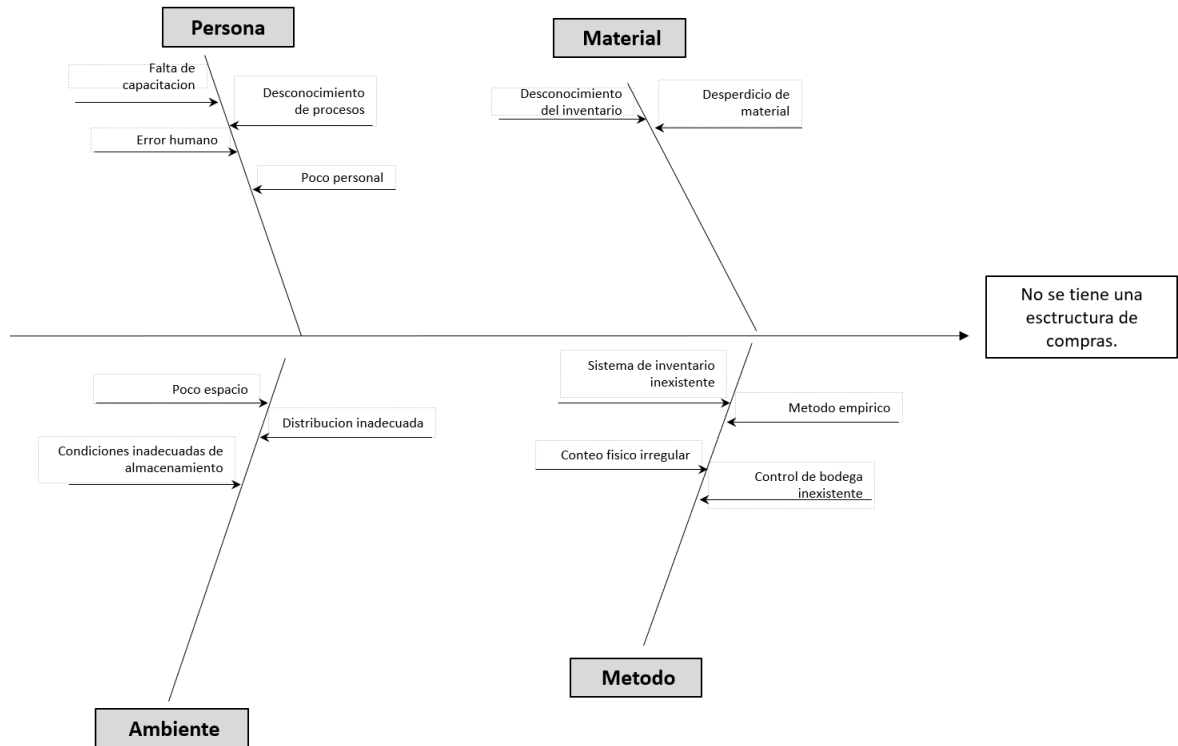 Persona
Material
Falta de
capacitacion
Desconocimiento
de procesos
Error humano
Poco personal
Desconocimiento
del inventario
Desperdicio de
material
No se tiene una
esctructura de
compras.
Poco espacio
Distribucion inadecuada
Condiciones inadecuadas de
almacenamiento
Sistema de inventario
inexistente
Metodo empirico
Conteo fisico irregular
Control de bodega
inexistente
Ambiente
Metodo